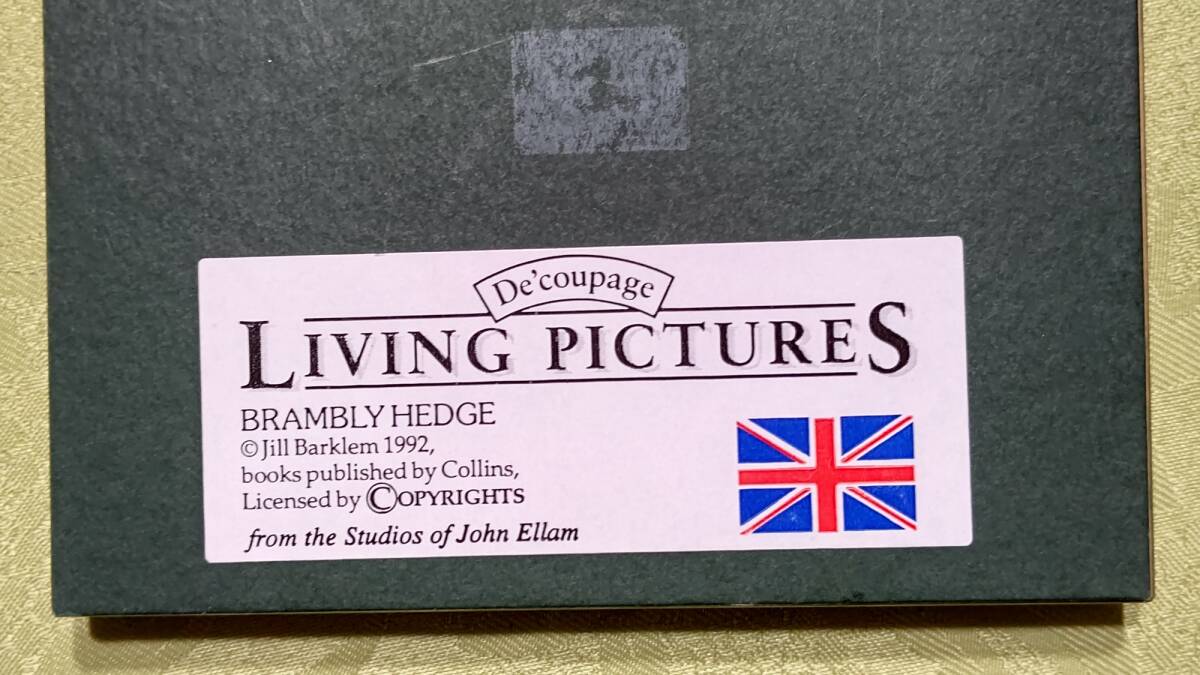 De'coupage
LIVING PICTURES
BRAMBLY HEDGE
© Jill Barklem 1992,
books published by Collins,
Licensed by ©OPYRIGHTS
from the Studios of John Ellam